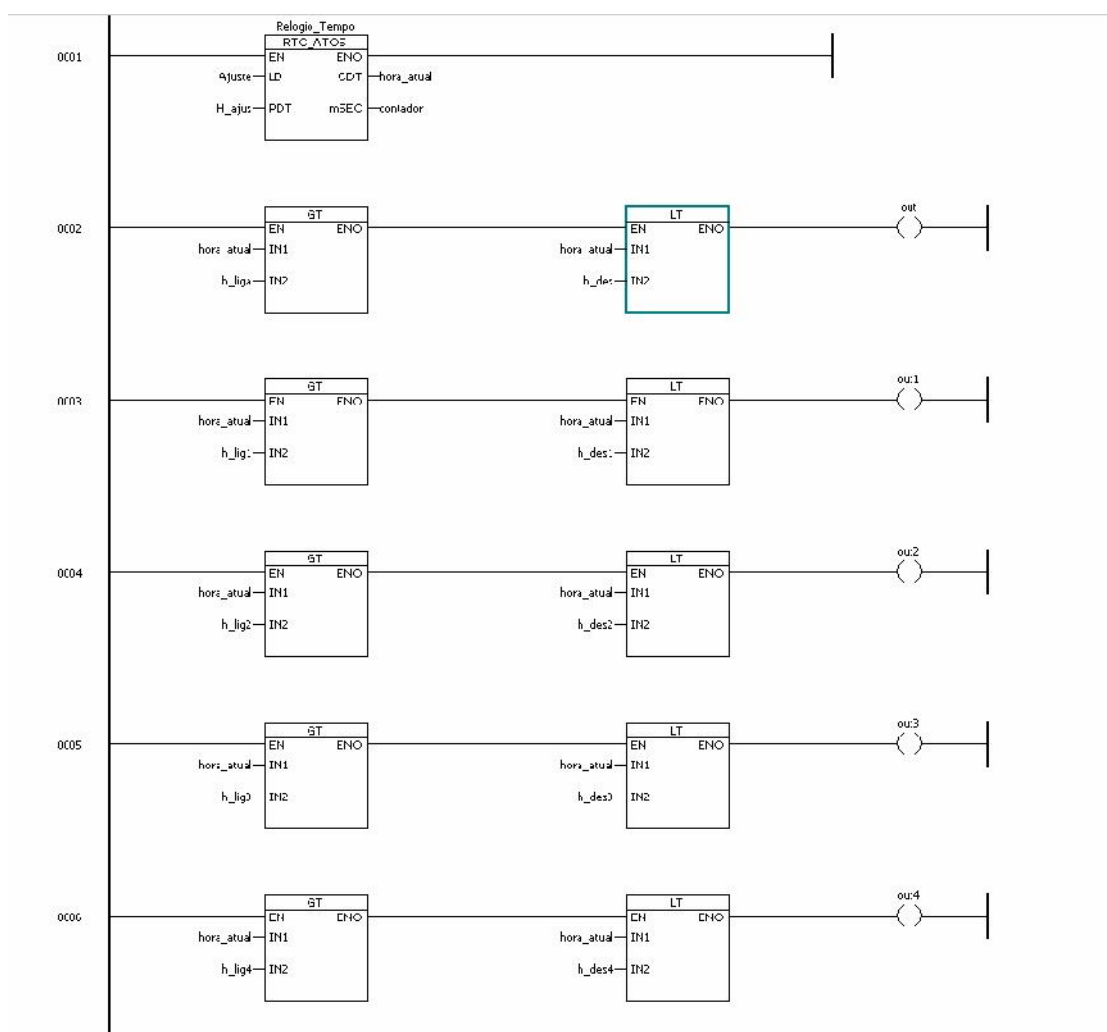 Relogio_Tempo
RTC_ATOS
0001
EN ENO
Ajuste LD CDT hora_atual
H_ajus PDT mSEC contador
GT LT out
0002
EN ENO EN ENO
hora_atual IN1 hora_atual IN1
h_liga IN2 h_des IN2
GT LT out1
0003
EN ENO EN ENO
hora_atual IN1 hora_atual IN1
h_lig1 IN2 h_des1 IN2
GT LT out2
0004
EN ENO EN ENO
hora_atual IN1 hora_atual IN1
h_lig2 IN2 h_des2 IN2
GT LT out3
0005
EN ENO EN ENO
hora_atual IN1 hora_atual IN1
h_lig3 IN2 h_des3 IN2
GT LT out4
0006
EN ENO EN ENO
hora_atual IN1 hora_atual IN1
h_lig4 IN2 h_des4 IN2